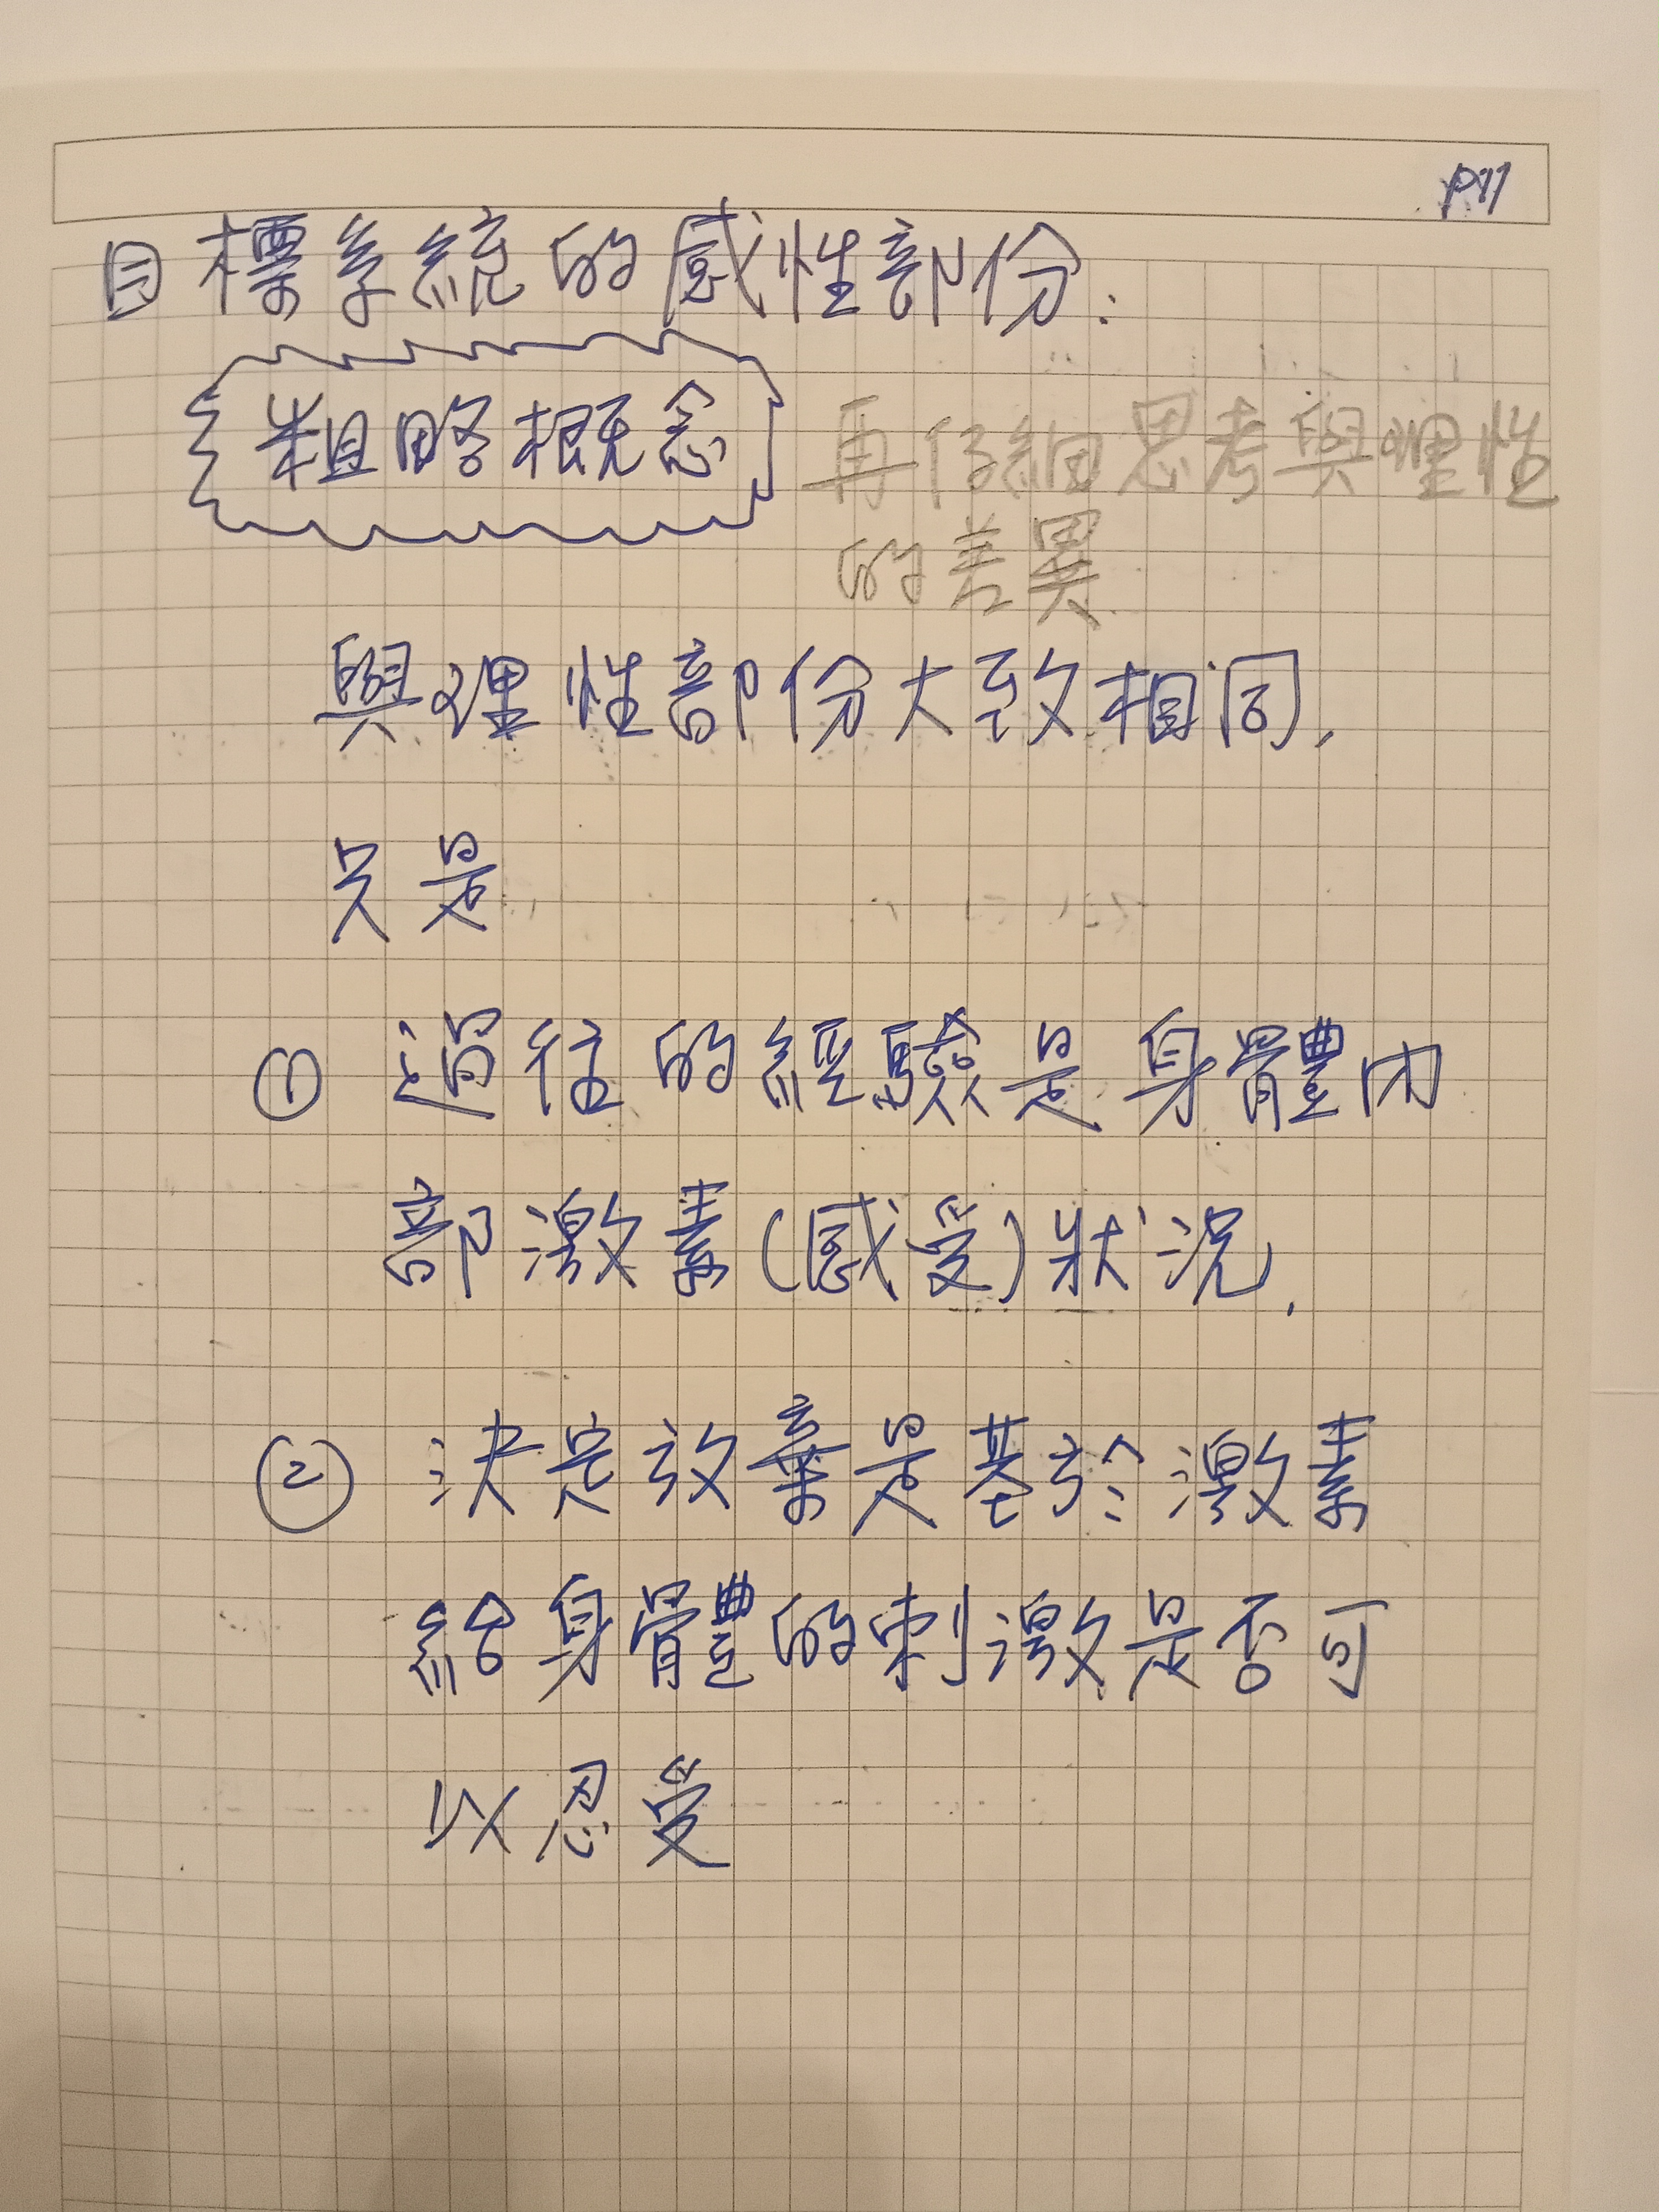 P11
目標系統的感性部份:
粗略概念 再仔細思考與理性
的差異
與理性部份大致相同,
只是
① 過往的經驗是身體內
部激素(感受)狀況,
② 決定放棄是基於激素
給身體的刺激是否可
以忍受